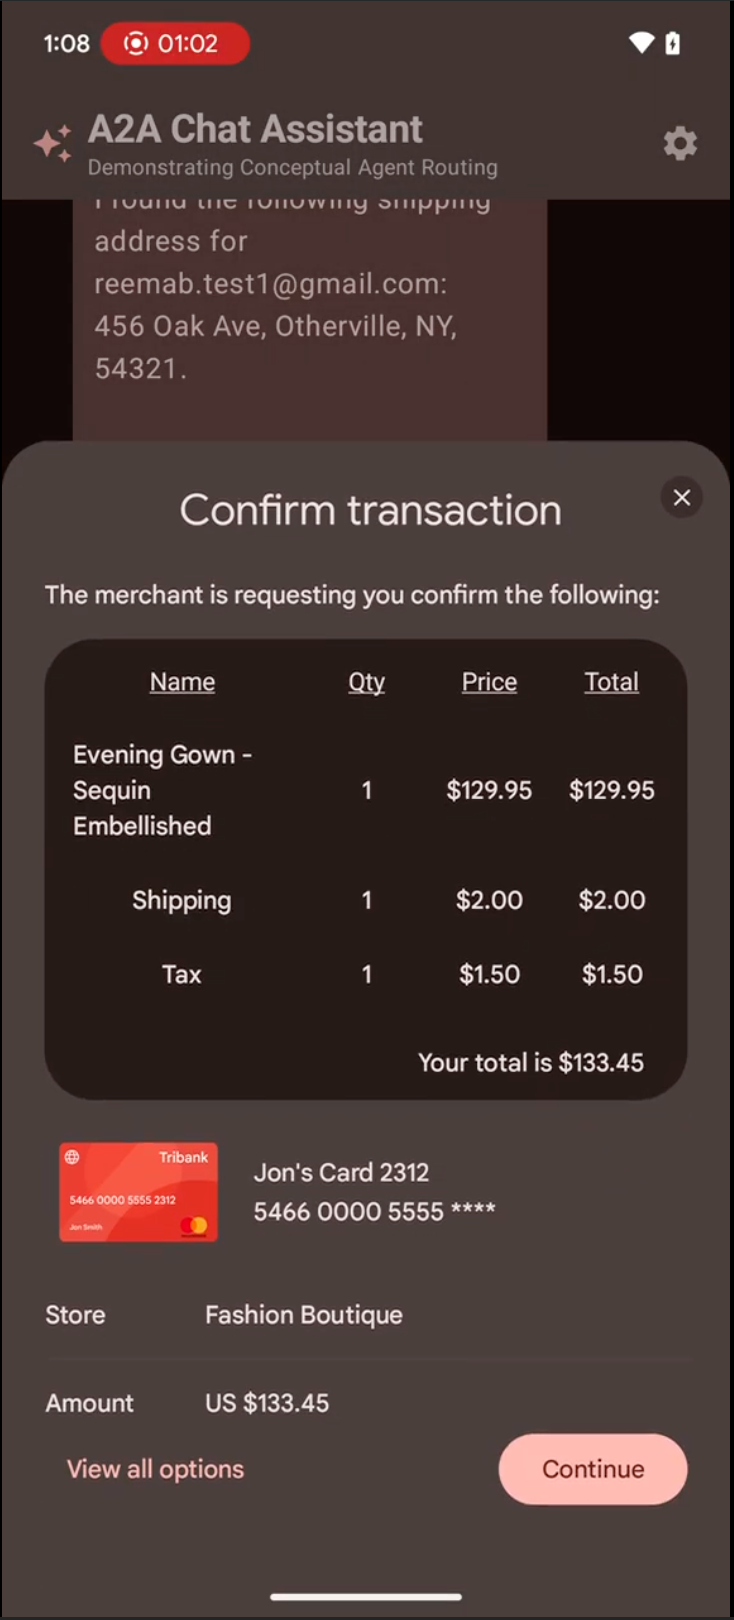 1:08 01:02
A2A Chat Assistant
Demonstrating Conceptual Agent Routing
I found the following shipping
address for
reemab.test1@gmail.com:
456 Oak Ave, Otherville, NY,
54321.
Confirm transaction
The merchant is requesting you confirm the following:
Name Qty Price Total
Evening Gown -
Sequin
Embellished
1 $129.95 $129.95
Shipping 1 $2.00 $2.00
Tax 1 $1.50 $1.50
Your total is $133.45
Tribank
5466 0000 5555 2312
Jon Smith
Jon's Card 2312
5466 0000 5555 ****
Store Fashion Boutique
Amount US $133.45
View all options Continue